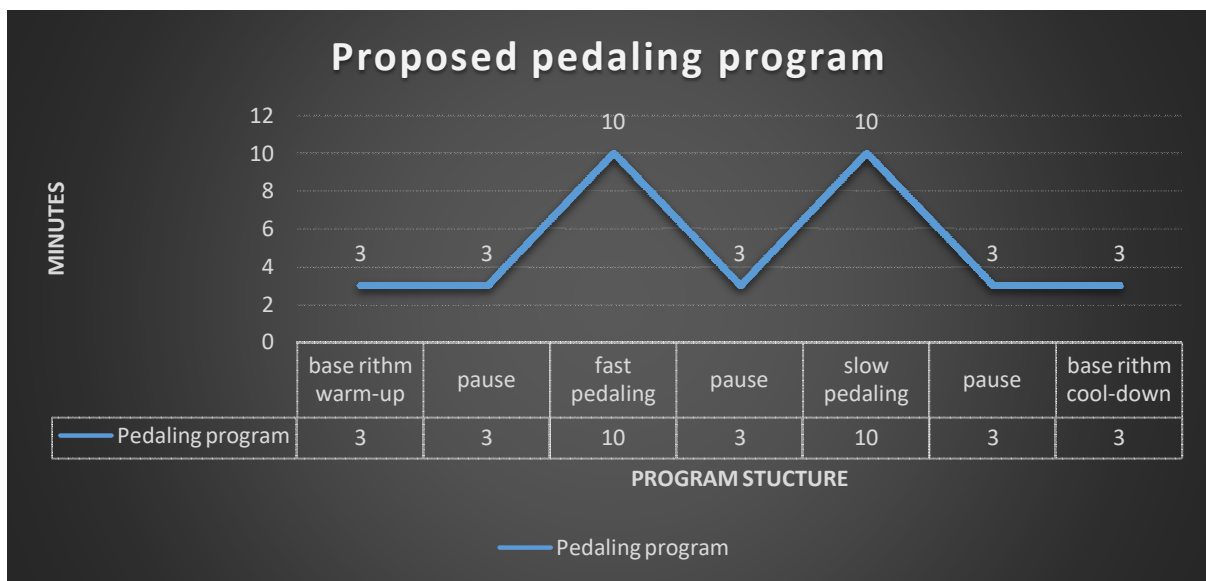 Proposed pedaling program
12
10
8
6
4
2
0
MINUTES
3
3
10
3
10
3
3
base rithm
warm-up
pause
fast
pedaling
pause
slow
pedaling
pause
base rithm
cool-down
Pedaling program 3 3 10 3 10 3 3
PROGRAM STUCTURE
Pedaling program